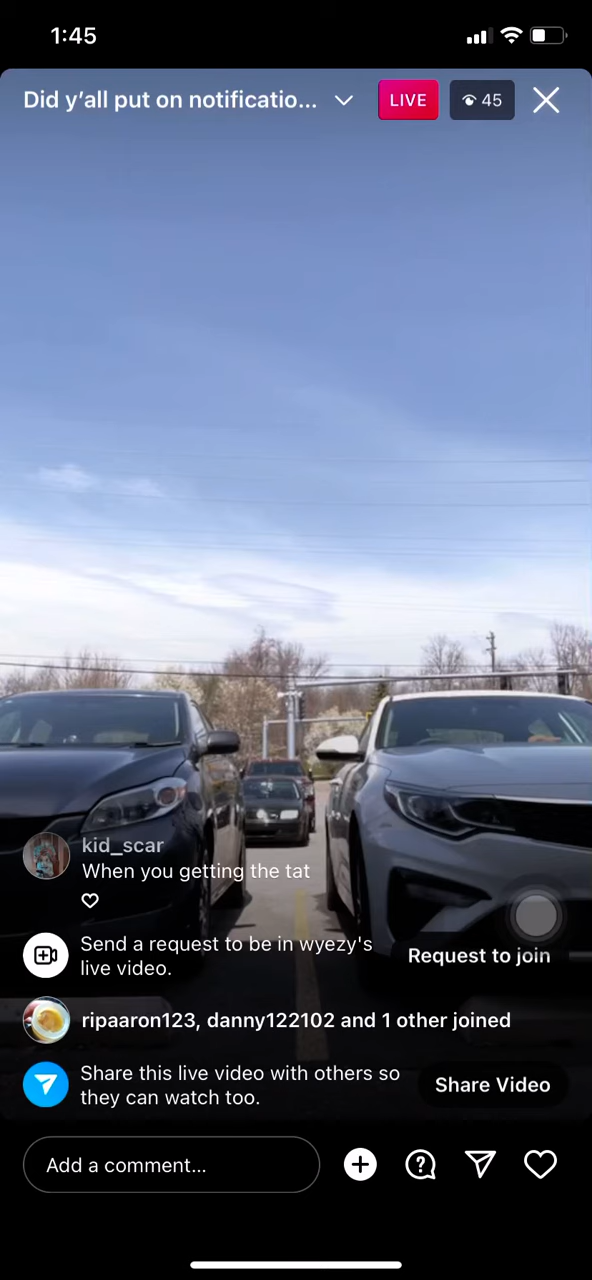 1:45
Did y'all put on notificatio...
LIVE
45
kid_scar
When you getting the tat
Send a request to be in wyezy's
live video.
Request to join
ripaaron123, danny122102 and 1 other joined
Share this live video with others so
they can watch too.
Share Video
Add a comment...